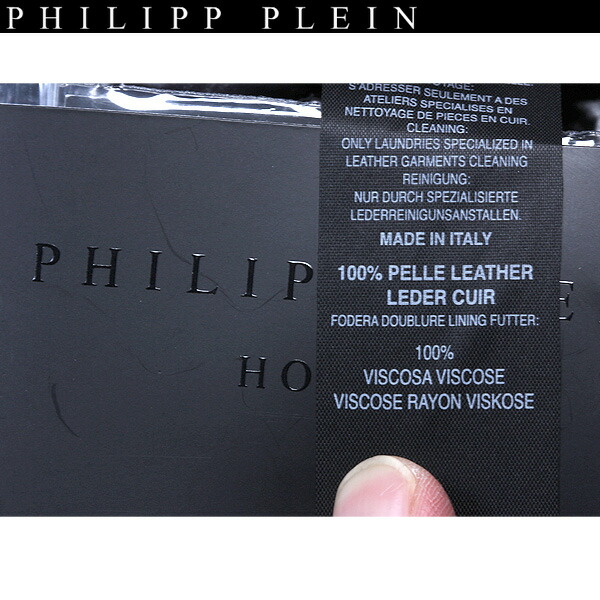 PHILIPP PLEIN
S'ADRESSER SEULEMENT A DES
ATELIERS SPECIALISES EN
NETTOYAGE DE PIECES EN CUIR.
CLEANING:
ONLY LAUNDRIES SPECIALIZED IN
LEATHER GARMENTS CLEANING
REINIGUNG:
NUR DURCH SPEZIALISIERTE
LEDERREINIGUNSANSTALLEN.
MADE IN ITALY
100% PELLE LEATHER
LEDER CUIR
FODERA DOUBLURE LINING FUTTER:
100%
VISCOSA VISCOSE
VISCOSE RAYON VISKOSE
PHILIP E
HO